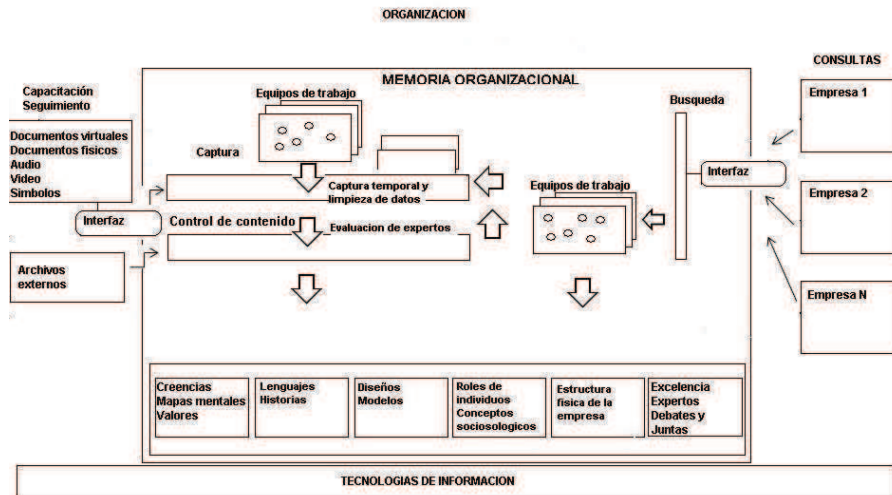 ORGANIZACION
CONSULTAS
Capacitación
Seguimiento
MEMORIA ORGANIZACIONAL
Equipos de trabajo
Busqueda
Empresa 1
Documentos virtuales
Documentos fisicos
Audio
Video
Simbolos
Captura
Captura temporal y
limpieza de datos
Equipos de trabajo
Interfaz
Interfaz
Control de contenido
Evaluacion de expertos
Empresa 2
Archivos
externos
Empresa N
Creencias
Mapas mentales
Valores
Lenguajes
Historias
Diseños
Modelos
Roles de
individuos
Conceptos
sociosologicos
Estructura
fisica de la
empresa
Excelencia
Expertos
Debates y
Juntas
TECNOLOGIAS DE INFORMACION